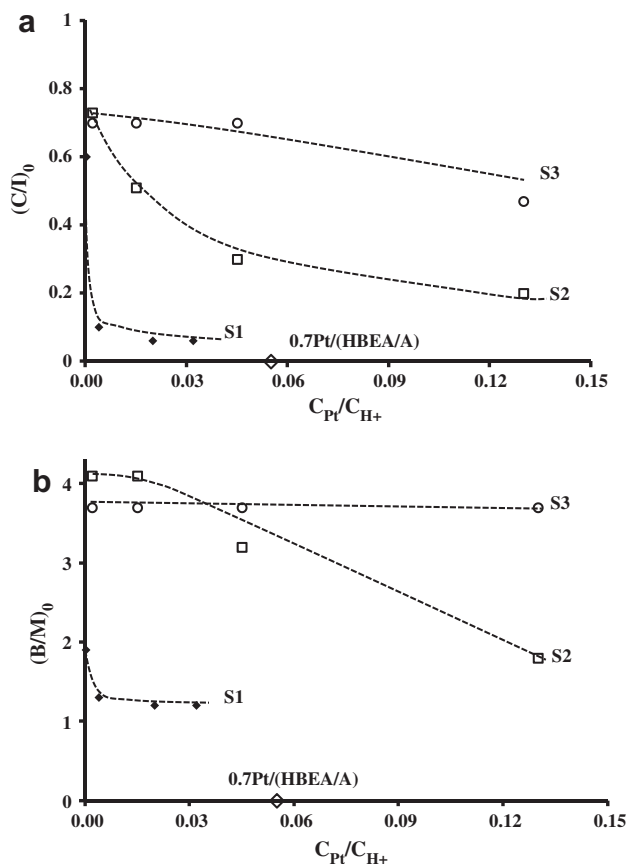 a
1
0.8
0.6
0.4
0.2
0
(C/I)0
S3
S2
S1
0.7Pt/(HBEA/A)
0.00 0.03 0.06 0.09 0.12 0.15
CPt/CH+
b
4
3
2
1
0
(B/M)0
S3
S2
S1
0.7Pt/(HBEA/A)
0.00 0.03 0.06 0.09 0.12 0.15
CPt/CH+